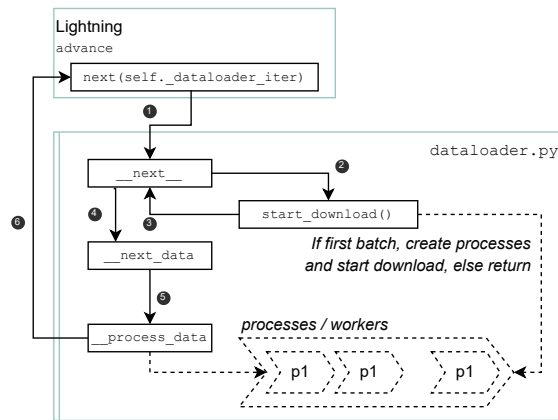 Lightning
advance
next(self._dataloader_iter)
1
dataloader.py
2
__next__
3
start_download()
4
6
If first batch, create processes
and start download, else return
__next_data
5
__process_data
processes / workers
p1
p1
p1